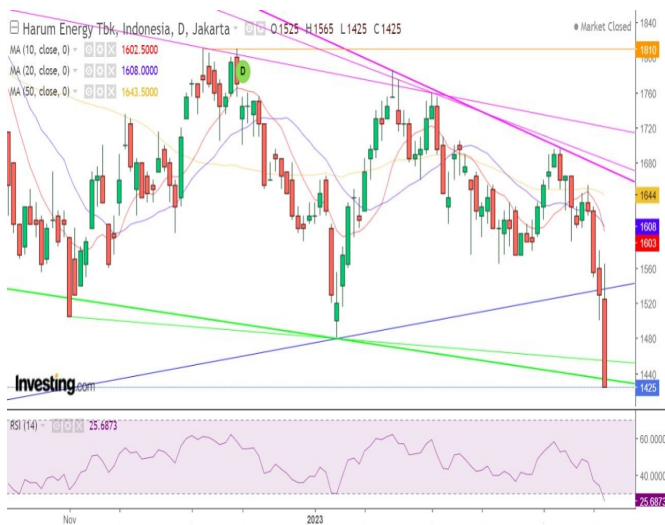 Harum Energy Tbk, Indonesia, D, Jakarta O1525 H1565 L1425 C1425
Market Closed
MA (10, close, 0) 1602.5000
MA (20, close, 0) 1608.0000
MA (50, close, 0) 1643.5000
D
1840
1810
1800
1760
1720
1680
1644
1608
1603
1560
1520
1480
1440
1425
Investing.com
RSI (14) 25.6873
60.0000
40.0000
25.6873
Nov 2023